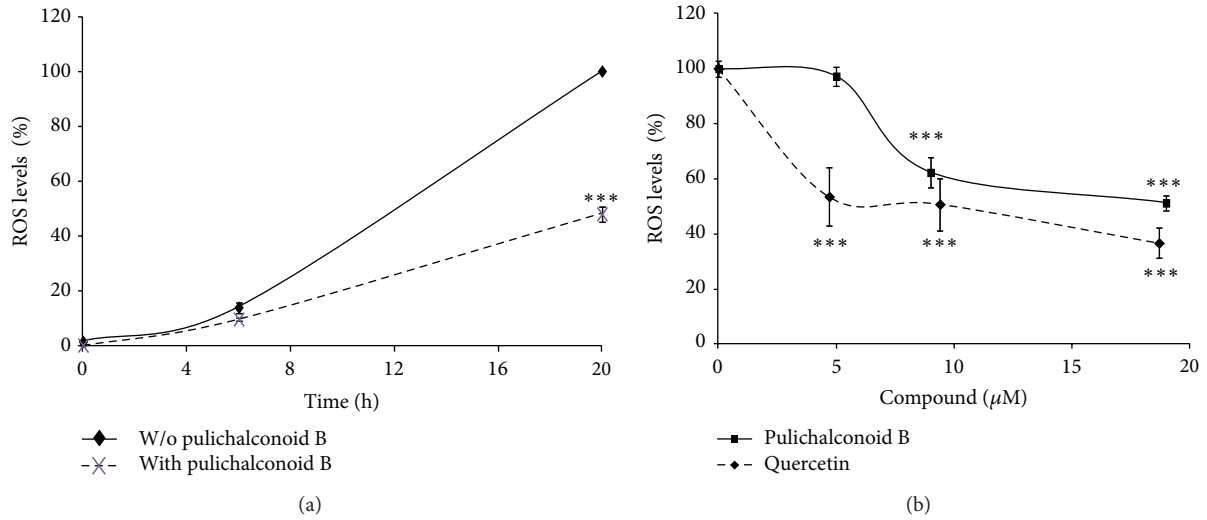 120
100
80
60
40
20
0
ROS levels (%)
***
0 4 8 12 16 20
Time (h)
W/o pulichalconoid B
With pulichalconoid B
(a)
120
100
80
60
40
20
0
ROS levels (%)
***
***
***
***
***
0 5 10 15 20
Compound (μM)
Pulichalconoid B
Quercetin
(b)